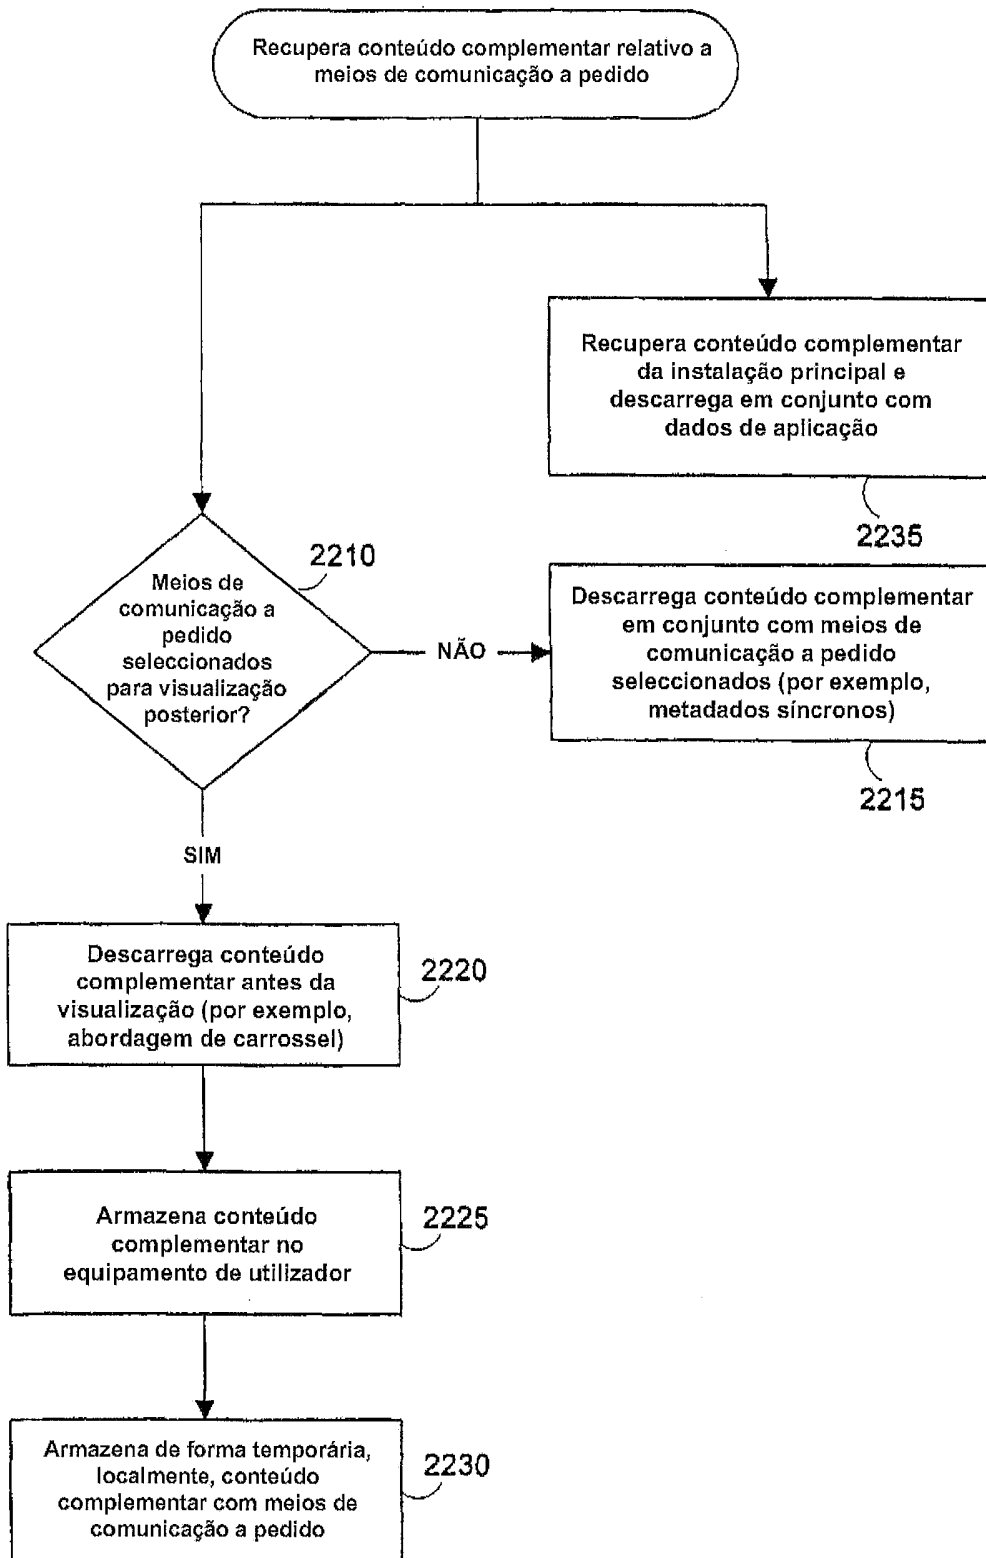 Recupera conteúdo complementar relativo a
meios de comunicação a pedido
Recupera conteúdo complementar
da instalação principal e
descarrega em conjunto com
dados de aplicação
2235
2210
Meios de
comunicação a
pedido
seleccionados
para visualização
posterior?
NÃO
Descarrega conteúdo complementar
em conjunto com meios de
comunicação a pedido
seleccionados (por exemplo,
metadados síncronos)
2215
SIM
Descarrega conteúdo
complementar antes da
visualização (por exemplo,
abordagem de carrossel)
2220
Armazena conteúdo
complementar no
equipamento de utilizador
2225
Armazena de forma temporária,
localmente, conteúdo
complementar com meios de
comunicação a pedido
2230